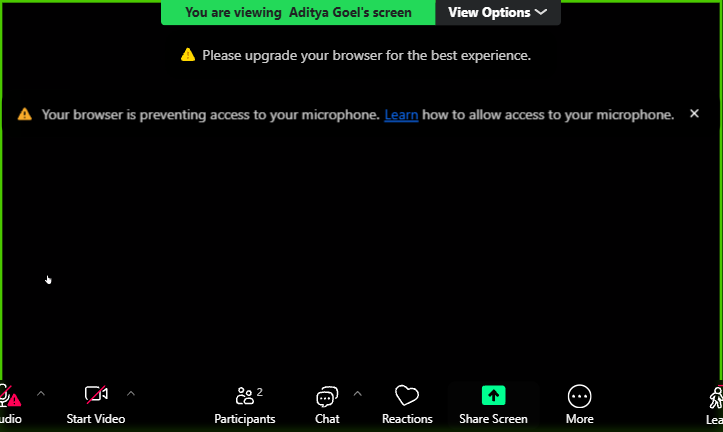 You are viewing Aditya Goel's screen View Options
Please upgrade your browser for the best experience.
Your browser is preventing access to your microphone. Learn how to allow access to your microphone.
2
udio Start Video Participants Chat Reactions Share Screen More Lea